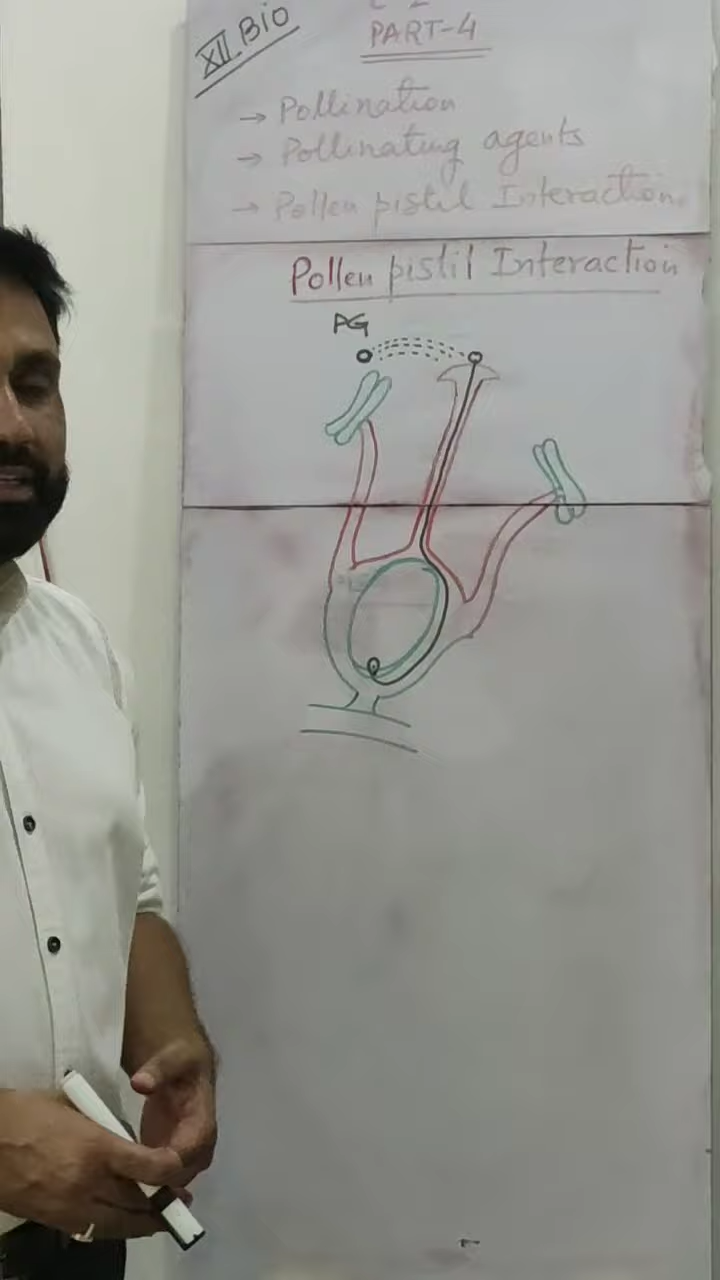 XII Bio
PART-4
→ Pollination
→ Pollinating agents
→ Pollen pistil Interaction.
Pollen pistil Interaction
PG